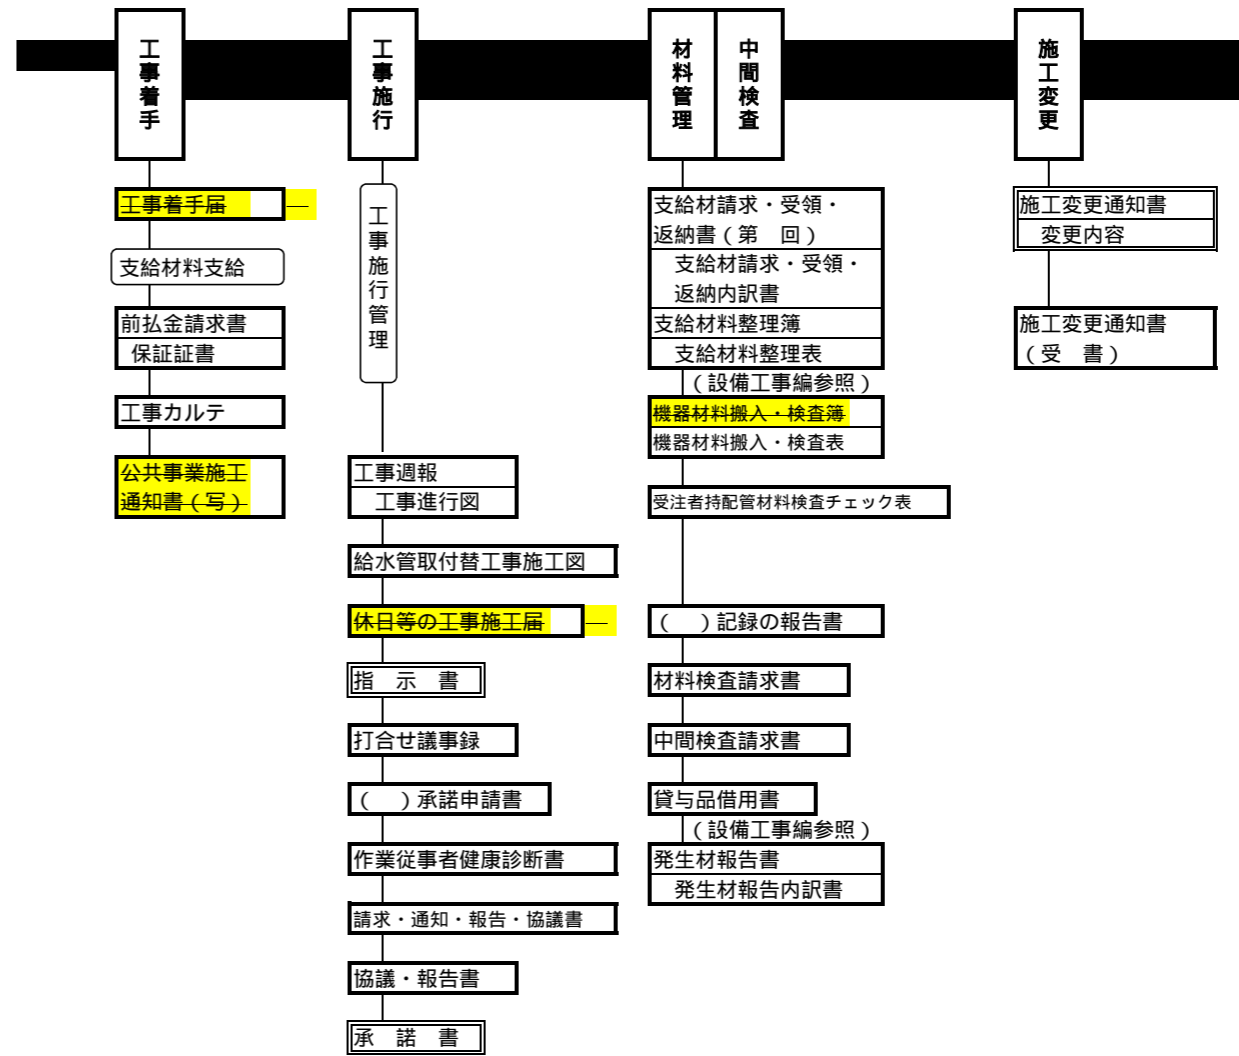 工事着手
工事着手届
支給材料支給
前払金請求書
保証証書
工事カルテ
公共事業施工
通知書（写）
工事施行
工事施行管理
工事週報
工事進行図
給水管取付替工事施工図
休日等の工事施工届
指　示　書
打合せ議事録
（　）承諾申請書
作業従事者健康診断書
請求・通知・報告・協議書
協議・報告書
承　諾　書
材料管理
中間検査
支給材請求・受領・
返納書（第　回）
支給材請求・受領・
返納内訳書
支給材料整理簿
支給材料整理表
（設備工事編参照）
機器材料搬入・検査簿
機器材料搬入・検査表
受注者持配管材料検査チェック表
（　）記録の報告書
材料検査請求書
中間検査請求書
貸与品借用書
（設備工事編参照）
発生材報告書
発生材報告内訳書
施工変更
施工変更通知書
変更内容
施工変更通知書
（受　書）